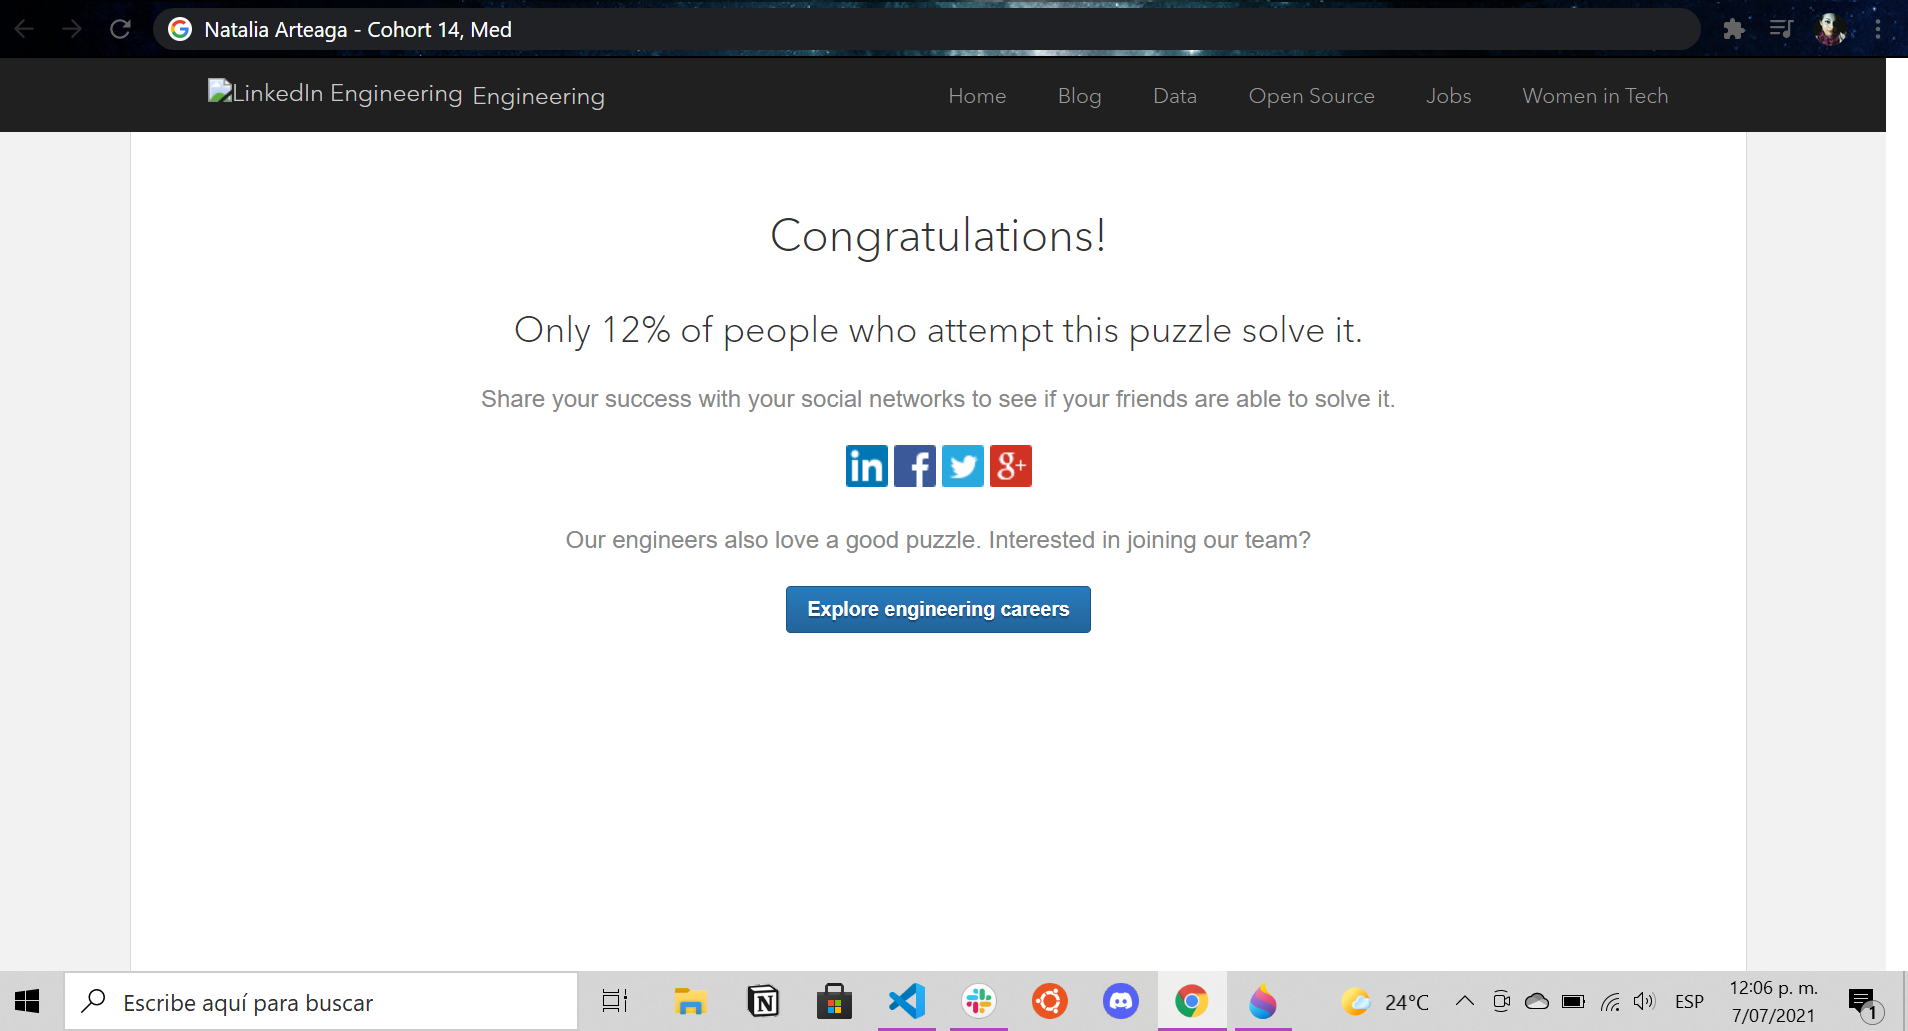 Natalia Arteaga - Cohort 14, Med
LinkedIn Engineering Engineering Home Blog Data Open Source Jobs Women in Tech
Congratulations!
Only 12% of people who attempt this puzzle solve it.
Share your success with your social networks to see if your friends are able to solve it.
in f g+
Our engineers also love a good puzzle. Interested in joining our team?
Explore engineering careers
Escribe aquí para buscar
24°C
ESP
12:06 p. m.
7/07/2021
1